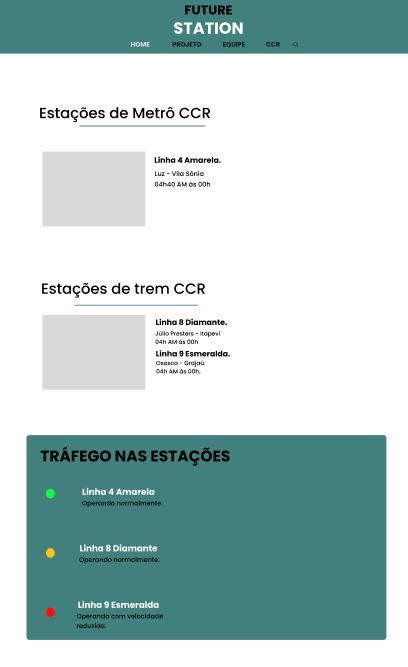 FUTURE
STATION
HOME PROJETO EQUIPE CCR
Estações de Metrô CCR
Linha 4 Amarela.
Luz - Vila Sônia
04h40 AM às 00h
Estações de trem CCR
Linha 8 Diamante.
Júlio Presters - Itapevi
04h AM às 00h
Linha 9 Esmeralda.
Osasco - Grajaú.
04h AM às 00h.
TRÁFEGO NAS ESTAÇÕES
Linha 4 Amarela
Operando normalmente.
Linha 8 Diamante
Operando normalmente.
Linha 9 Esmeralda
Operando com velocidade
reduzida.